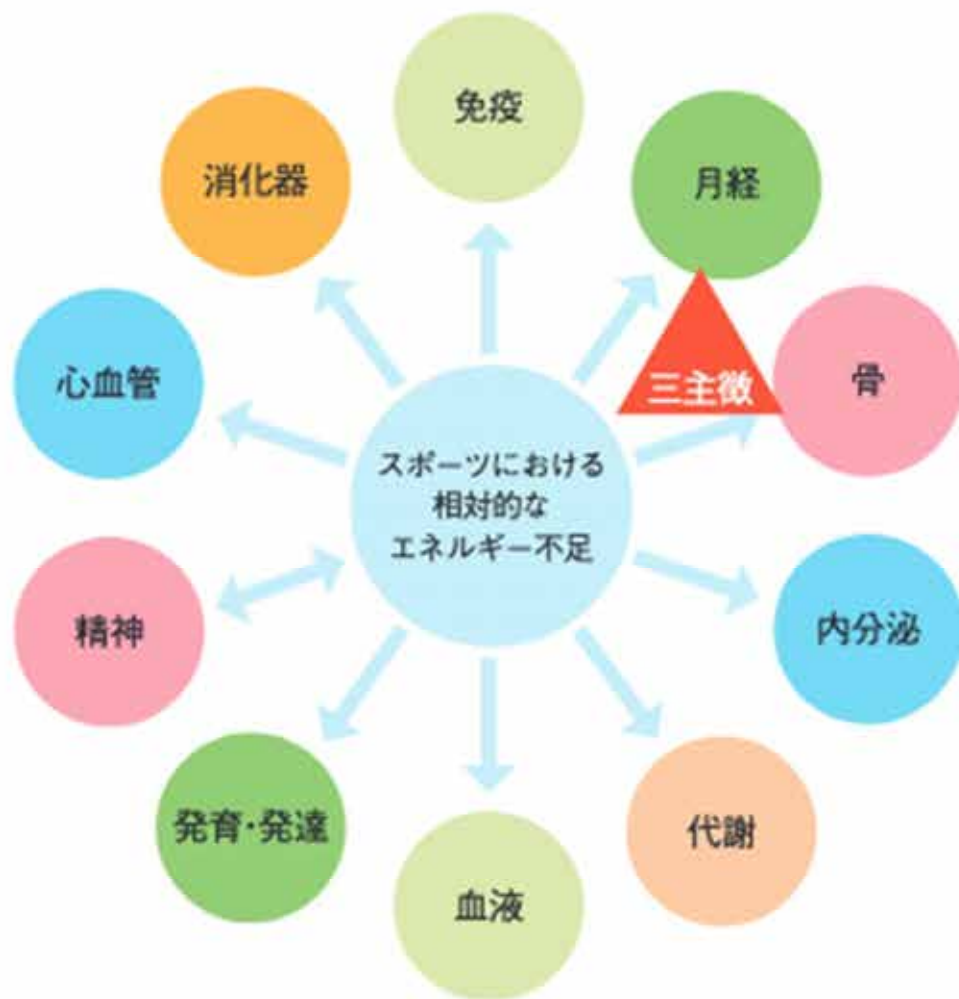 免疫
消化器
月経
心血管
三主徴
骨
スポーツにおける
相対的な
エネルギー不足
精神
内分泌
発育・発達
代謝
血液